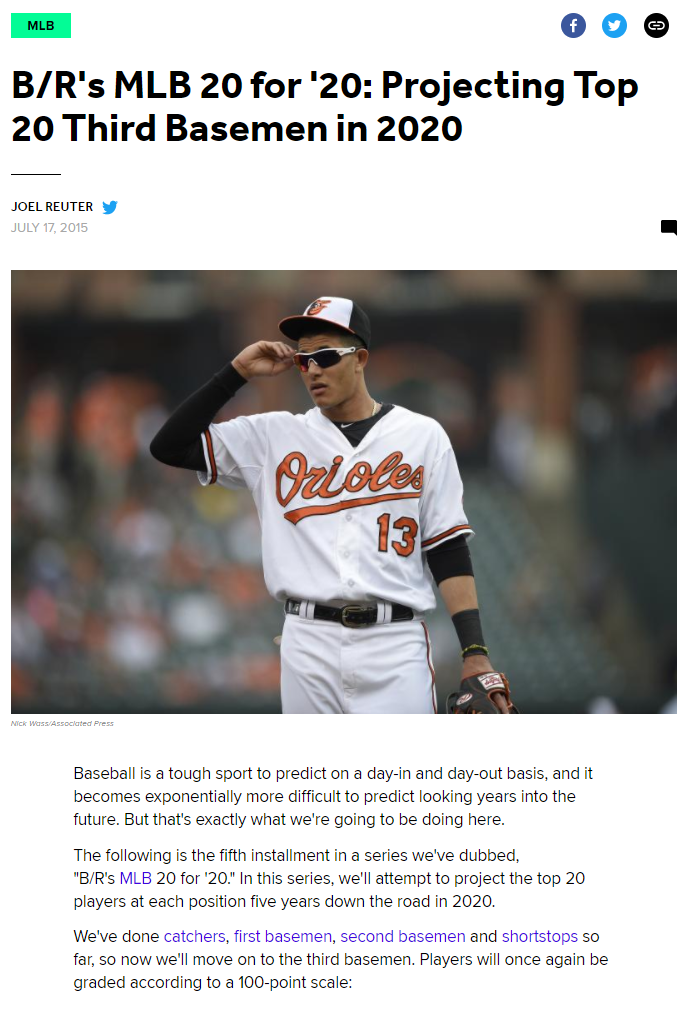 MLB
B/R's MLB 20 for '20: Projecting Top
20 Third Basemen in 2020
JOEL REUTER
JULY 17, 2015
Orioles
13
Nick Wass/Associated Press
Baseball is a tough sport to predict on a day-in and day-out basis, and it
becomes exponentially more difficult to predict looking years into the
future. But that's exactly what we're going to be doing here.
The following is the fifth installment in a series we've dubbed,
"B/R's MLB 20 for '20." In this series, we'll attempt to project the top 20
players at each position five years down the road in 2020.
We've done catchers, first basemen, second basemen and shortstops so
far, so now we'll move on to the third basemen. Players will once again be
graded according to a 100-point scale: